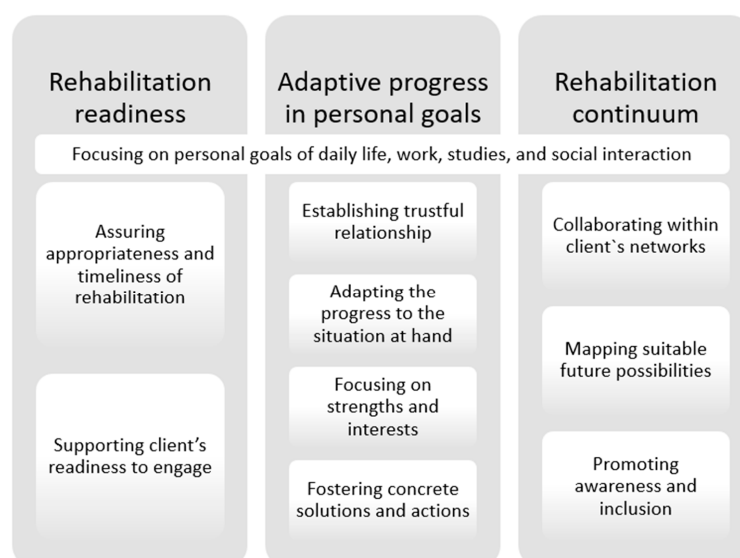 Rehabilitation
readiness
Adaptive progress
in personal goals
Rehabilitation
continuum
Focusing on personal goals of daily life, work, studies, and social interaction
Assuring
appropriateness and
timeliness of
rehabilitation
Supporting client’s
readiness to engage
Establishing trustful
relationship
Adapting the
progress to the
situation at hand
Focusing on
strengths and
interests
Fostering concrete
solutions and actions
Collaborating within
client`s networks
Mapping suitable
future possibilities
Promoting
awareness and
inclusion